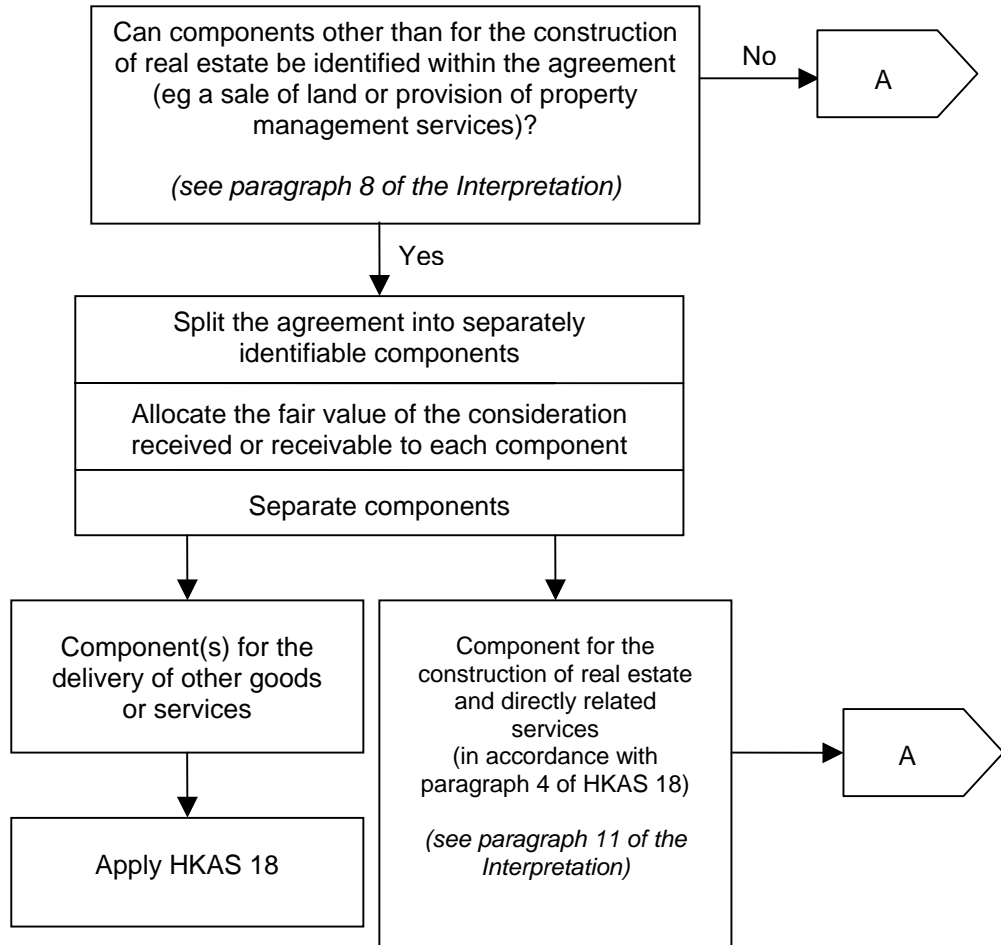 Can components other than for the construction
of real estate be identified within the agreement
(eg a sale of land or provision of property
management services)?
(see paragraph 8 of the Interpretation)
No
A
Yes
Split the agreement into separately
identifiable components
Allocate the fair value of the consideration
received or receivable to each component
Separate components
Component(s) for the
delivery of other goods
or services
Apply HKAS 18
Component for the
construction of real estate
and directly related
services
(in accordance with
paragraph 4 of HKAS 18)
(see paragraph 11 of the
Interpretation)
A